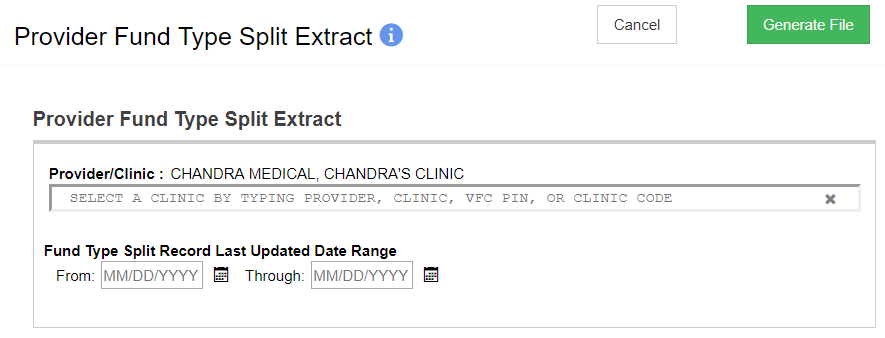 Provider Fund Type Split Extract
Cancel
Generate File
Provider Fund Type Split Extract
Provider/Clinic : CHANDRA MEDICAL, CHANDRA'S CLINIC
SELECT A CLINIC BY TYPING PROVIDER, CLINIC, VFC PIN, OR CLINIC CODE
Fund Type Split Record Last Updated Date Range
From: MM/DD/YYYY Through: MM/DD/YYYY